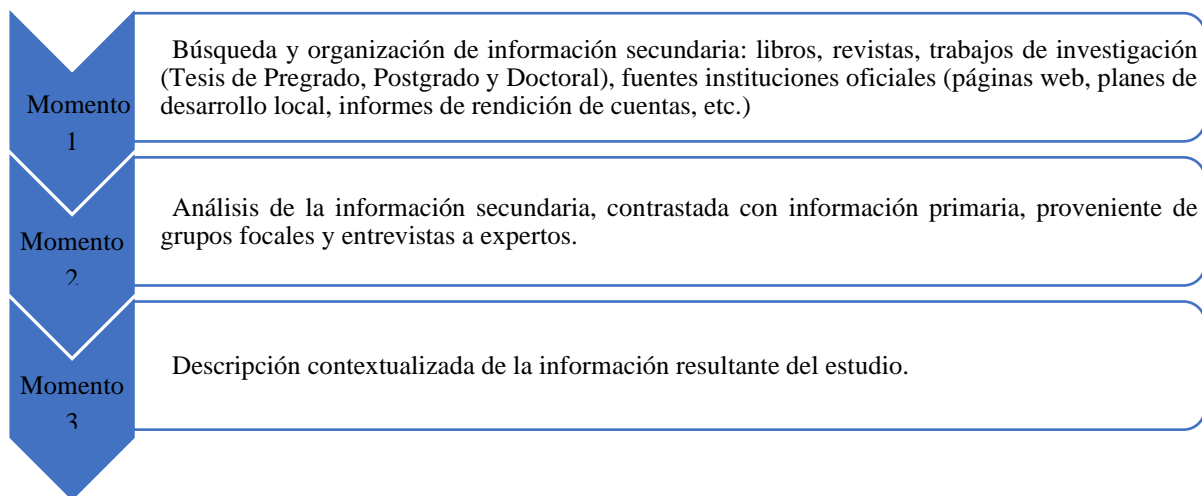 Momento
1
Búsqueda y organización de información secundaria: libros, revistas, trabajos de investigación
(Tesis de Pregrado, Postgrado y Doctoral), fuentes instituciones oficiales (páginas web, planes de
desarrollo local, informes de rendición de cuentas, etc.)
Momento
2
Análisis de la información secundaria, contrastada con información primaria, proveniente de
grupos focales y entrevistas a expertos.
Momento
3
Descripción contextualizada de la información resultante del estudio.